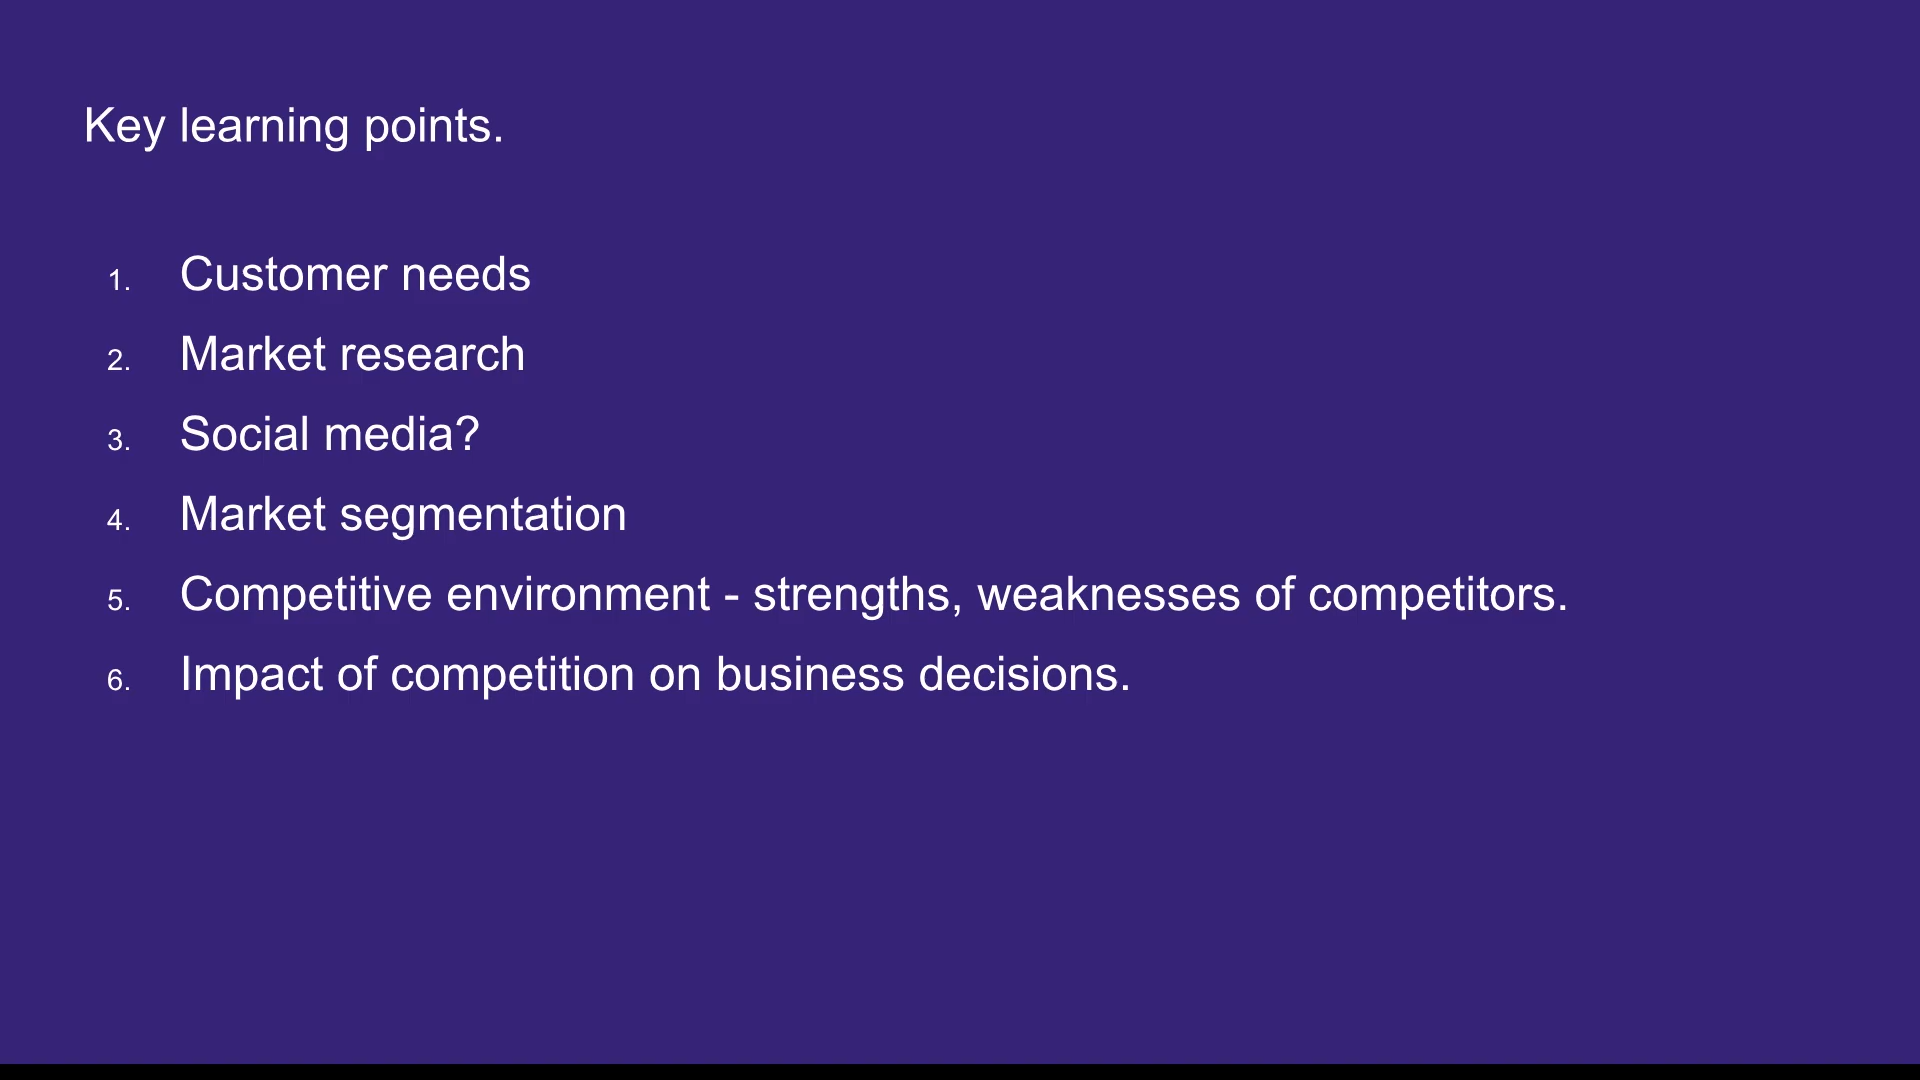 Key learning points.
1. Customer needs
2. Market research
3. Social media?
4. Market segmentation
5. Competitive environment - strengths, weaknesses of competitors.
6. Impact of competition on business decisions.